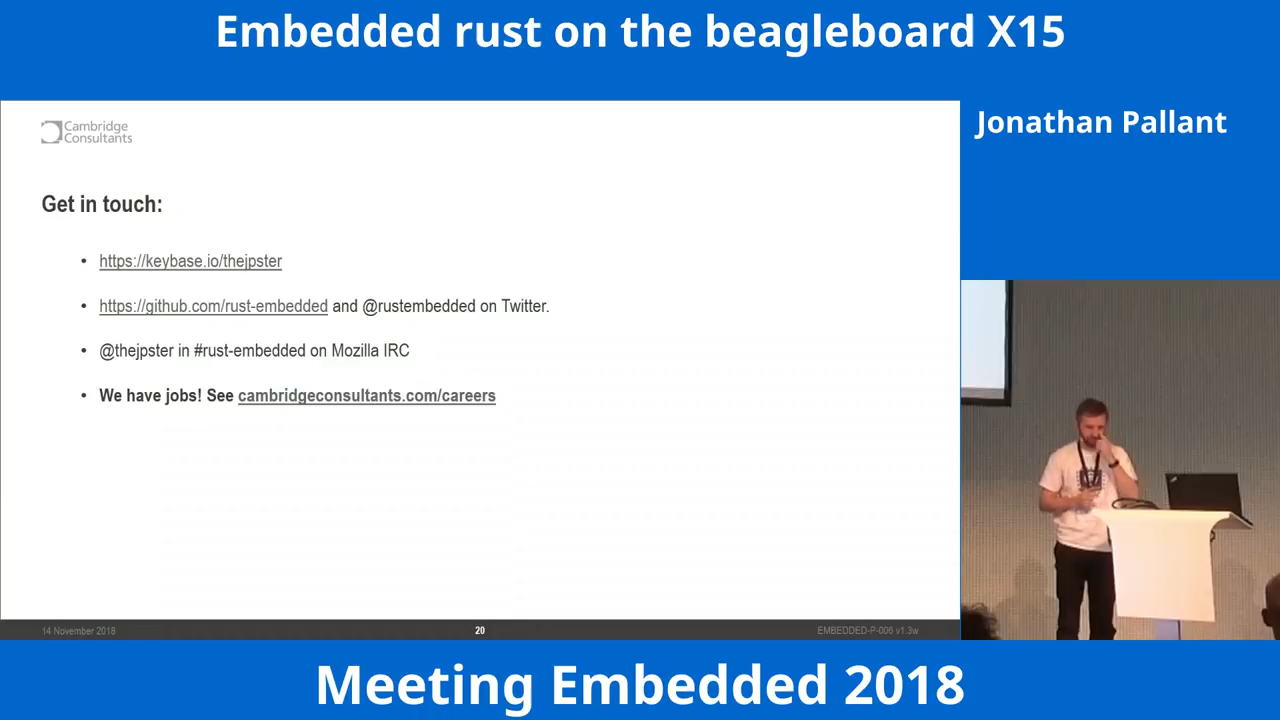 Embedded rust on the beagleboard X15
Jonathan Pallant
Cambridge
Consultants
Get in touch:
• https://keybase.io/thejpster
• https://github.com/rust-embedded and @rustembedded on Twitter.
• @thejpster in #rust-embedded on Mozilla IRC
• We have jobs! See cambridgeconsultants.com/careers
14 November 2018
20
EMBEDDED-P-006 v1.3w
Meeting Embedded 2018